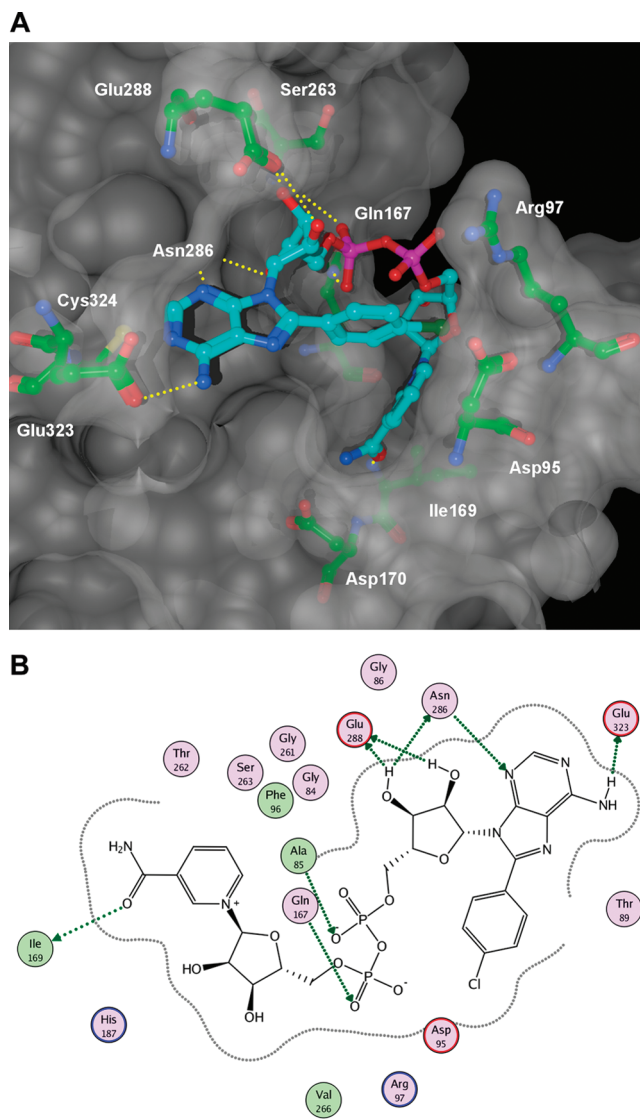 A
Glu288
Ser263
Gln167
Arg97
Asn286
Cys324
Glu323
Asp95
Ile169
Asp170
B
Gly
86
Asn
286
Glu
323
Glu
288
Gly
261
Thr
262
Ser
263
Gly
84
Phe
96
H
H
O
O
N
N
H
NH
N
N
O
Ala
85
Gln
167
H₂N
O
N
+
O
O
P
O
O
O
O
P
O
O⁻
O
Cl
Thr
89
Ile
169
HO
OH
His
187
Asp
95
Arg
97
Val
266